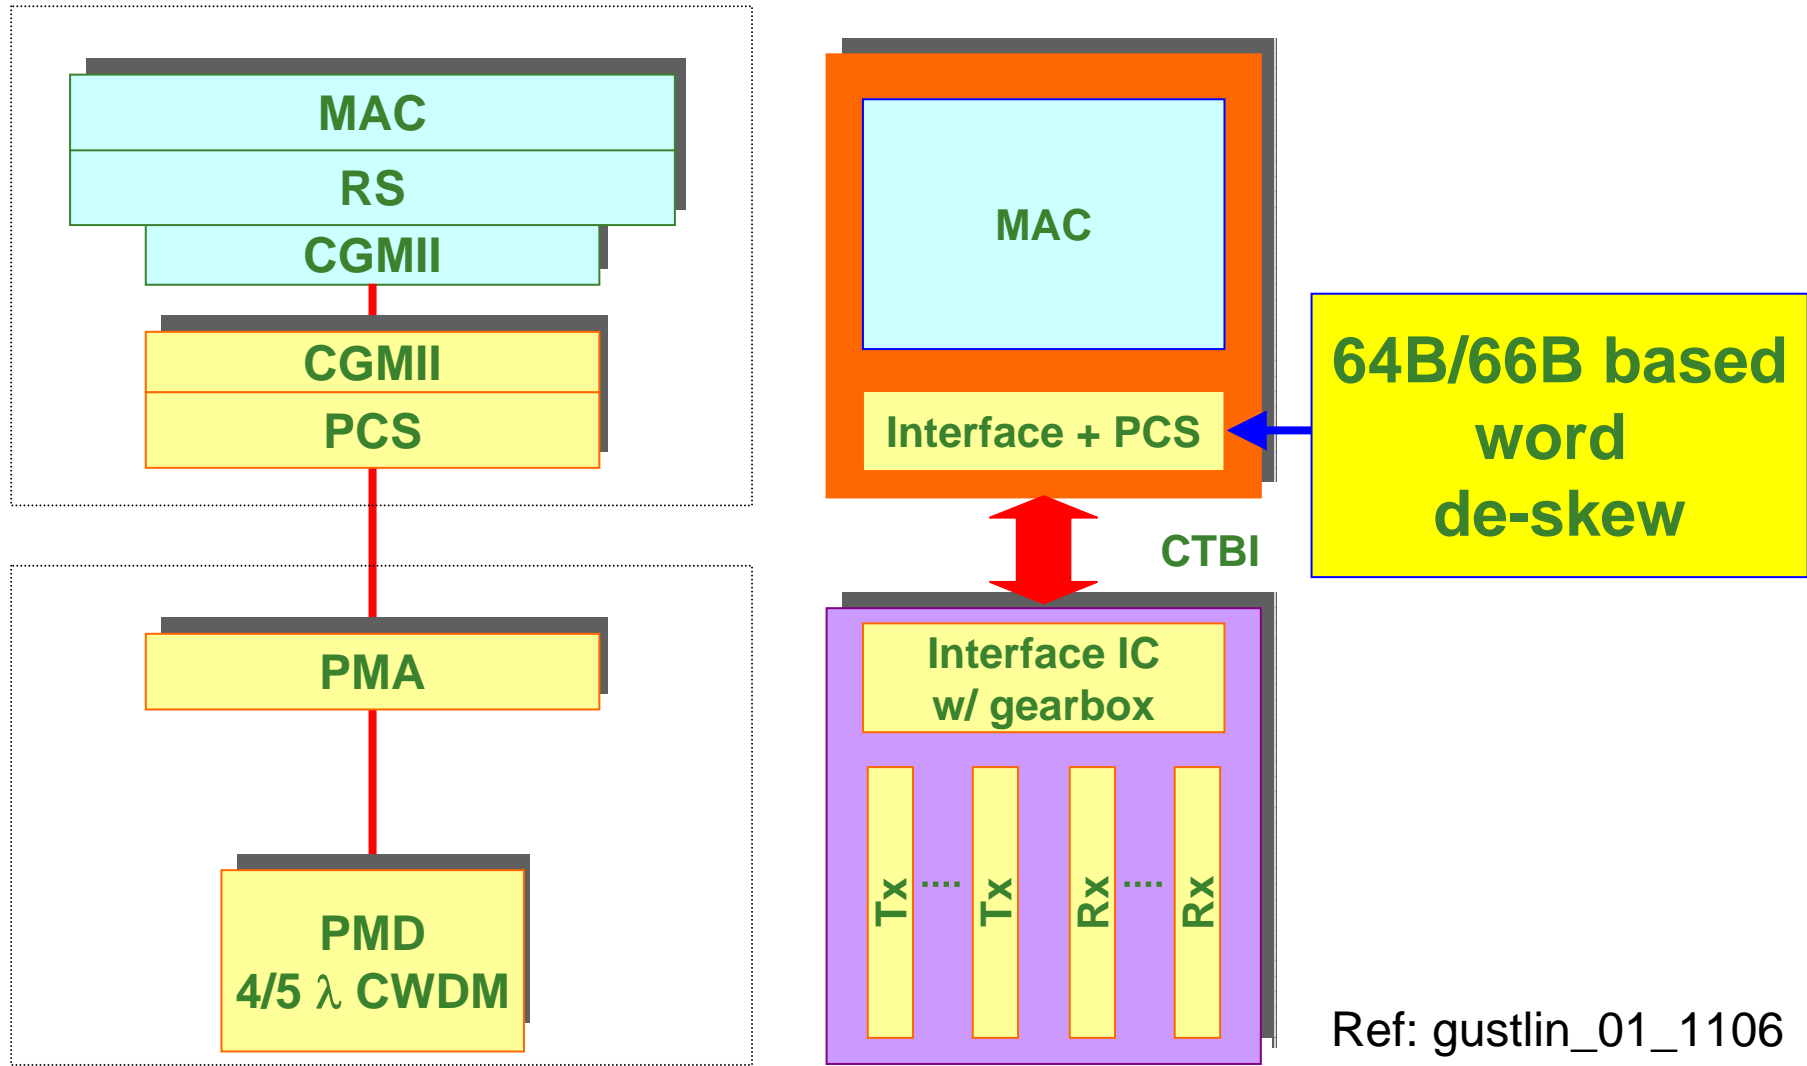 MAC
RS
CGMII
CGMII
PCS
PMA
PMD
4/5 λ CWDM
MAC
Interface + PCS
CTBI
Interface IC
w/ gearbox
Tx
....
Tx
Rx
....
Rx
64B/66B based
word
de-skew
Ref: gustlin_01_1106